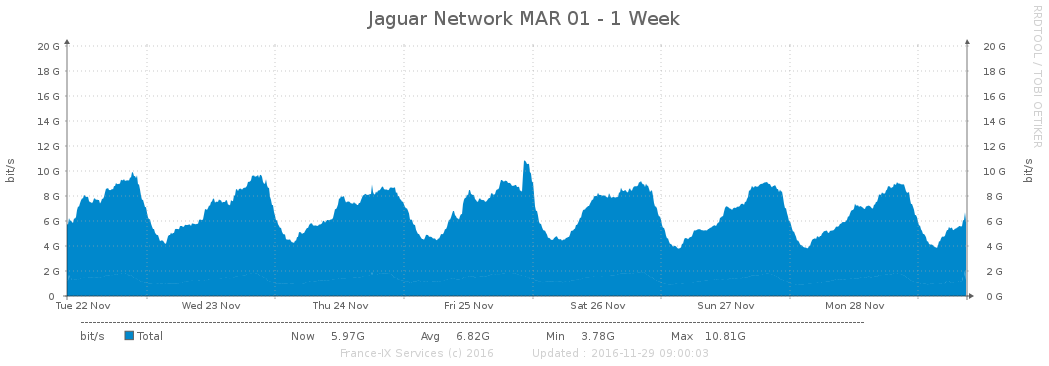 Jaguar Network MAR 01 - 1 Week
RRDTOOL / TOBI OETIKER
bit/s
20 G 20 G
18 G 18 G
16 G 16 G
14 G 14 G
12 G 12 G
10 G 10 G
8 G 8 G
6 G 6 G
4 G 4 G
2 G 2 G
0 0 G
bit/s
Tue 22 Nov Wed 23 Nov Thu 24 Nov Fri 25 Nov Sat 26 Nov Sun 27 Nov Mon 28 Nov
bit/s Total Now 5.97G Avg 6.82G Min 3.78G Max 10.81G
France-IX Services (c) 2016 Updated : 2016-11-29 09:00:03